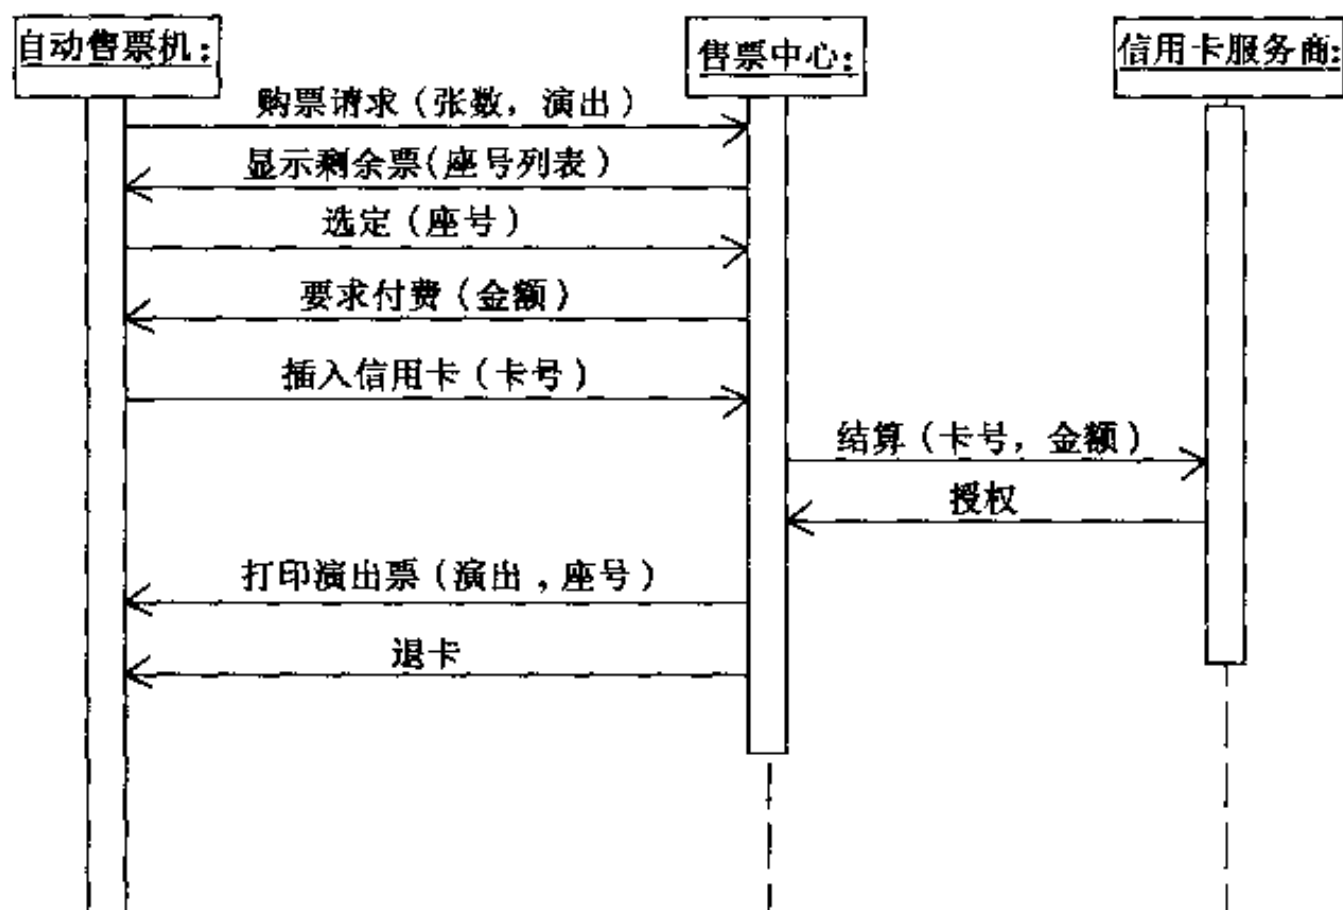 自动售票机:
售票中心:
信用卡服务商:
购票请求（张数，演出）
显示剩余票(座号列表）
选定（座号）
要求付费（金额）
插入信用卡（卡号）
结算（卡号，金额）
授权
打印演出票（演出,座号）
退卡